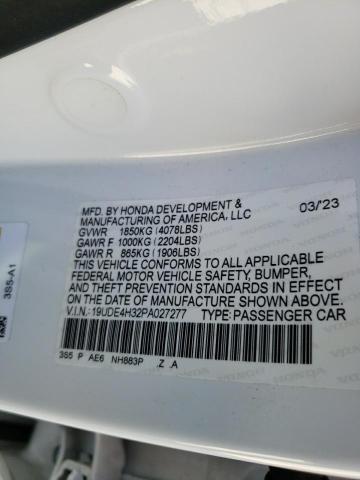 MFD. BY HONDA DEVELOPMENT &
MANUFACTURING OF AMERICA, LLC 03/23
GVWR 1850KG (4078LBS)
GAWR F 1000KG (2204LBS)
GAWR R 865KG (1906LBS)
THIS VEHICLE CONFORMS TO ALL APPLICABLE
FEDERAL MOTOR VEHICLE SAFETY, BUMPER,
AND THEFT PREVENTION STANDARDS IN EFFECT
ON THE DATE OF MANUFACTURE SHOWN ABOVE.
V.I.N.: 19UDE4H32PA027277 TYPE: PASSENGER CAR
3S5 P AE6 NH883P .Z .A
3S5-A1